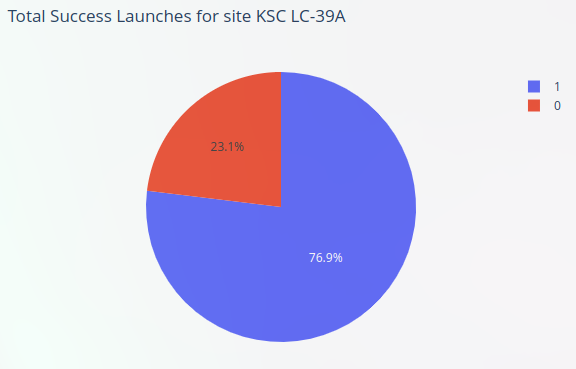 Total Success Launches for site KSC LC-39A
1
0
23.1%
76.9%